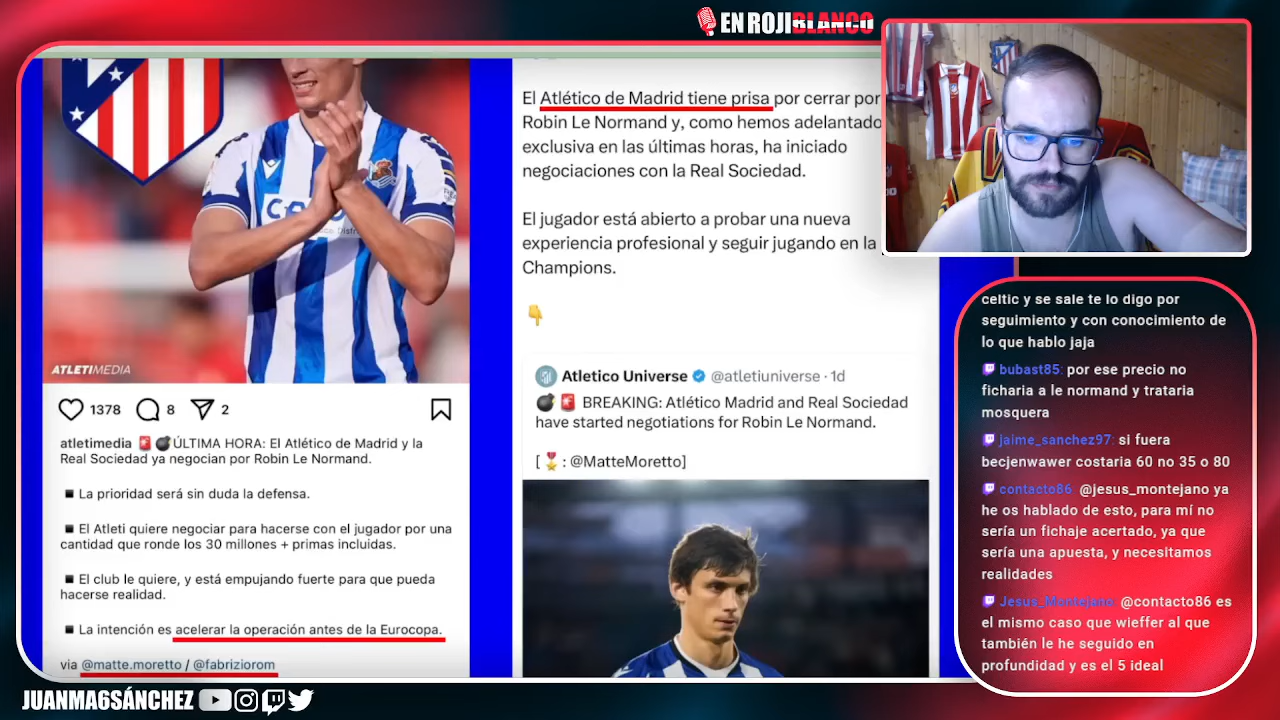 EN ROJIBLANCO
ATLETIMEDIA
1378
8
2
atletimedia 🚨💣ÚLTIMA HORA: El Atlético de Madrid y la
Real Sociedad ya negocian por Robin Le Normand.
◾ La prioridad será sin duda la defensa.
◾ El Atleti quiere negociar para hacerse con el jugador por una
cantidad que ronde los 30 millones + primas incluidas.
◾ El club le quiere, y está empujando fuerte para que pueda
hacerse realidad.
◾ La intención es acelerar la operación antes de la Eurocopa.
via @matte.moretto / @fabriziorom
El Atlético de Madrid tiene prisa por cerrar por
Robin Le Normand y, como hemos adelantado
exclusiva en las últimas horas, ha iniciado
negociaciones con la Real Sociedad.
El jugador está abierto a probar una nueva
experiencia profesional y seguir jugando en la
Champions.
👇
Atletico Universe @atletiuniverse · 1d
💣🚨 BREAKING: Atlético Madrid and Real Sociedad
have started negotiations for Robin Le Normand.
[🎖️: @MatteMoretto]
celtic y se sale te lo digo por
seguimiento y con conocimiento de
lo que hablo jaja
bubast85: por ese precio no
ficharia a le normand y trataria
mosquera
jaime_sanchez97: si fuera
becjenwawer costaria 60 no 35 o 80
contacto86: @jesus_montejano ya
he os hablado de esto, para mí no
sería un fichaje acertado, ya que
sería una apuesta, y necesitamos
realidades
Jesus_Montejano: @contacto86 es
el mismo caso que wieffer al que
también le he seguido en
profundidad y es el 5 ideal
JUANMA6SÁNCHEZ